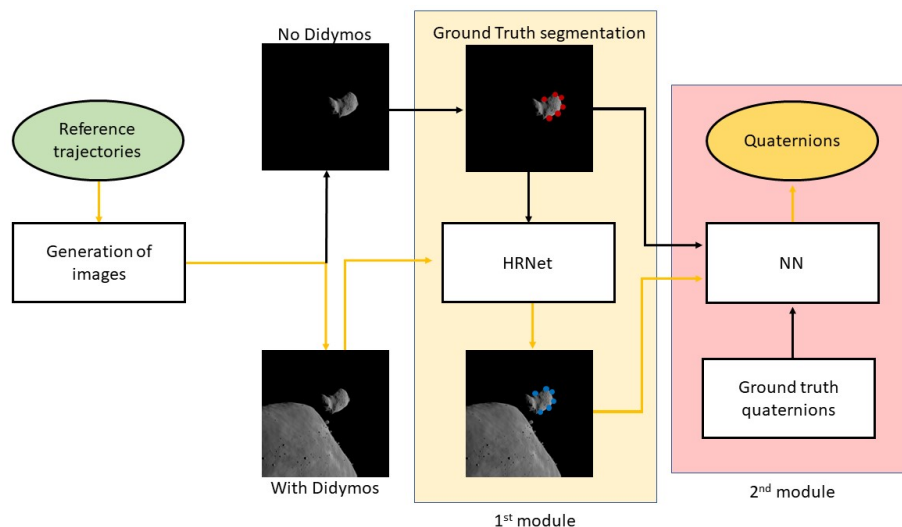 No Didymos
Ground Truth segmentation
Reference
trajectories
Quaternions
Generation of
images
HRNet
NN
Ground truth
quaternions
With Didymos
1st module
2nd module